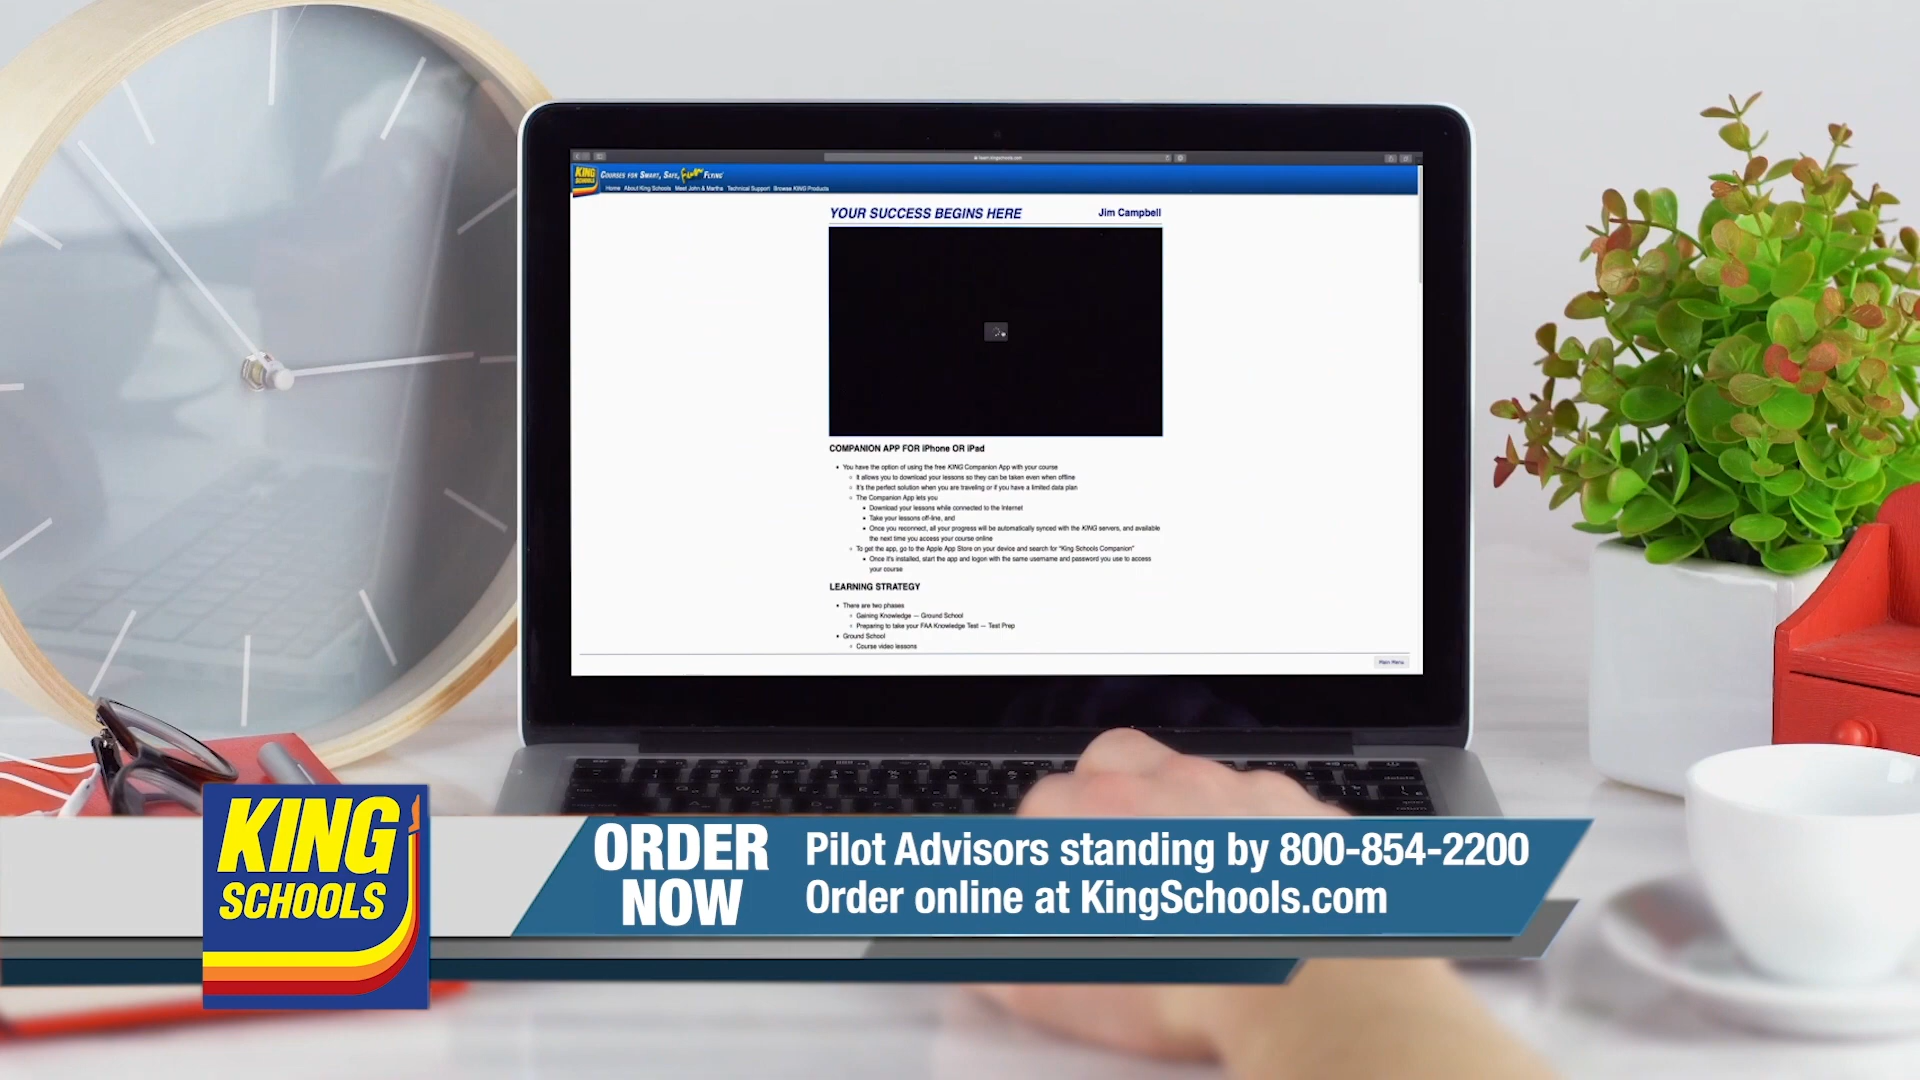 learn.kingschools.com
KING
SCHOOLS
COURSES FOR SMART, SAFE, FUN FLYING
Home About King Schools Meet John & Martha Technical Support Browse KING Products
YOUR SUCCESS BEGINS HERE
Jim Campbell
COMPANION APP FOR iPhone OR iPad
• You have the option of using the free KING Companion App with your course
It allows you to download your lessons so they can be taken even when offline
It's the perfect solution when you are traveling or if you have a limited data plan
The Companion App lets you
Download your lessons while connected to the Internet
Take your lessons off-line, and
Once you reconnect, all your progress will be automatically synced with the KING servers, and available
the next time you access your course online
To get the app, go to the Apple App Store on your device and search for "King Schools Companion"
Once it's installed, start the app and logon with the same username and password you use to access
your course
LEARNING STRATEGY
• There are two phases
Gaining Knowledge — Ground School
Preparing to take your FAA Knowledge Test — Test Prep
• Ground School
Course video lessons
Main Menu
KING
SCHOOLS
ORDER
NOW
Pilot Advisors standing by 800-854-2200
Order online at KingSchools.com